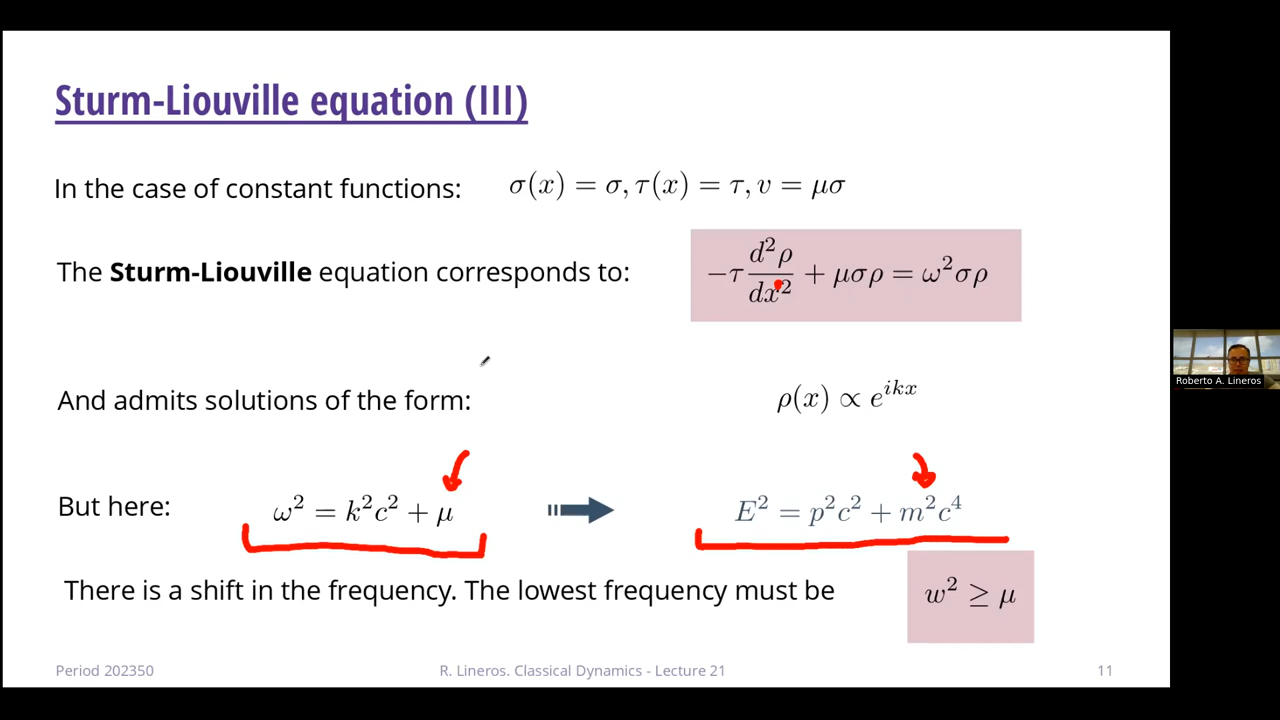 Sturm-Liouville equation (III)
In the case of constant functions: σ(x) = σ, τ(x) = τ, v = μσ
The Sturm-Liouville equation corresponds to: −τ d²ρ/dx² + μσρ = ω²σρ
And admits solutions of the form: ρ(x) ∝ e^{ikx}
But here: ω² = k²c² + μ E² = p²c² + m²c⁴
There is a shift in the frequency. The lowest frequency must be w² ≥ μ
Period 202350 R. Lineros. Classical Dynamics - Lecture 21 11
Roberto A. Lineros